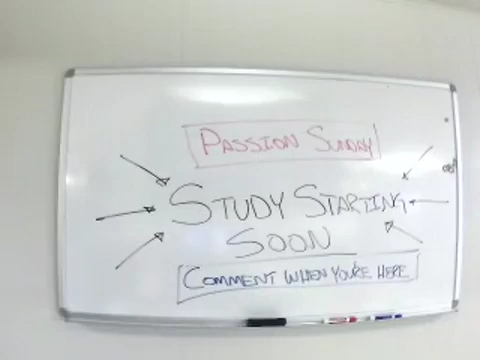 PASSION SUNDAY
STUDY STARTING
SOON
COMMENT WHEN YOU'RE HERE